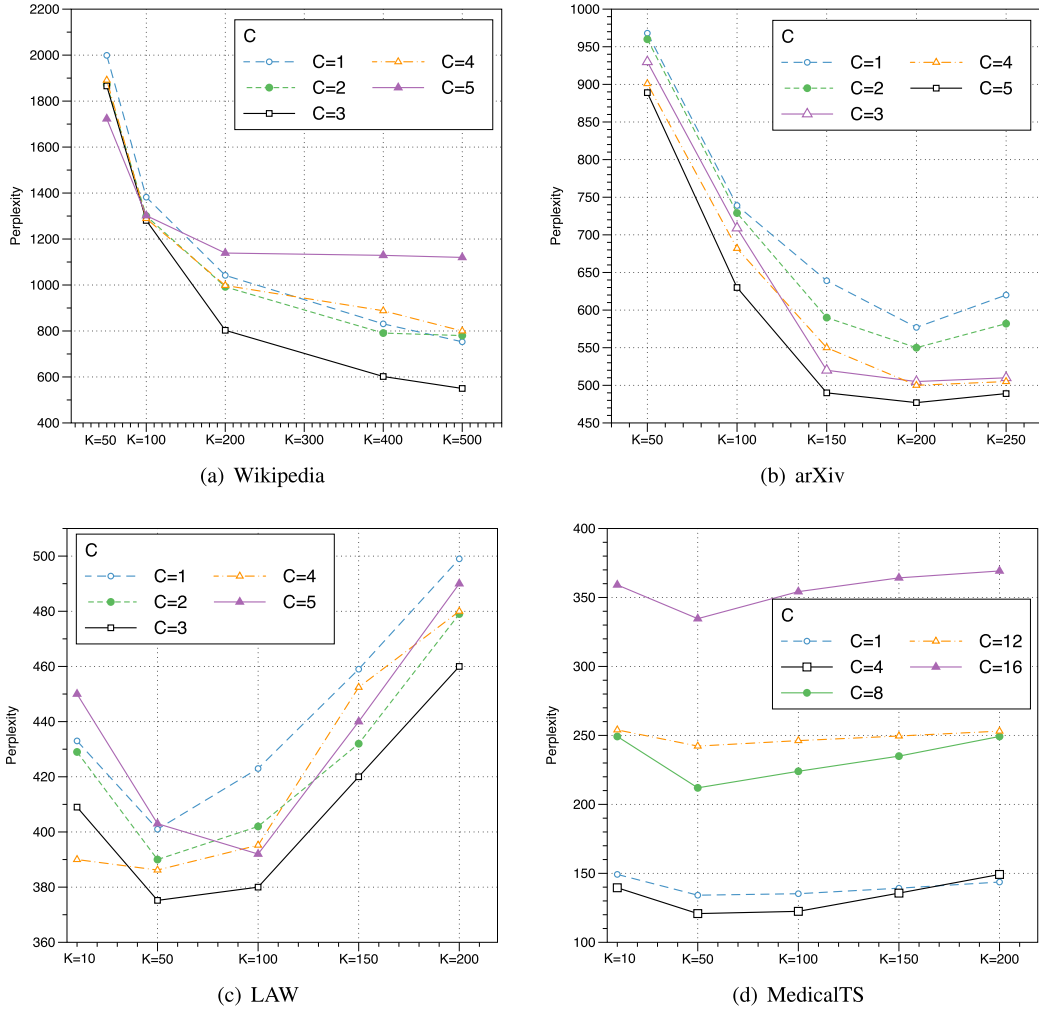 2200
2000
1800
1600
1400
1200
1000
800
600
400
Perplexity
C
C=1 C=4
C=2 C=5
C=3
K=50 K=100 K=200 K=300 K=400 K=500
(a) Wikipedia
1000
950
900
850
800
750
700
650
600
550
500
450
Perplexity
C
C=1 C=4
C=2 C=5
C=3
K=50 K=100 K=150 K=200 K=250
(b) arXiv
500
480
460
440
420
400
380
360
Perplexity
C
C=1 C=4
C=2 C=5
C=3
K=10 K=50 K=100 K=150 K=200
(c) LAW
400
350
300
250
200
150
100
Perplexity
C
C=1 C=12
C=4 C=16
C=8
K=10 K=50 K=100 K=150 K=200
(d) MedicalTS